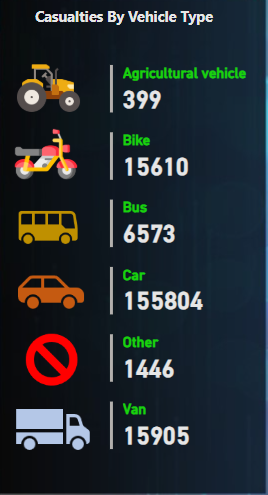 Casualties By Vehicle Type
Agricultural vehicle
399
Bike
15610
Bus
6573
Car
155804
Other
1446
Van
15905